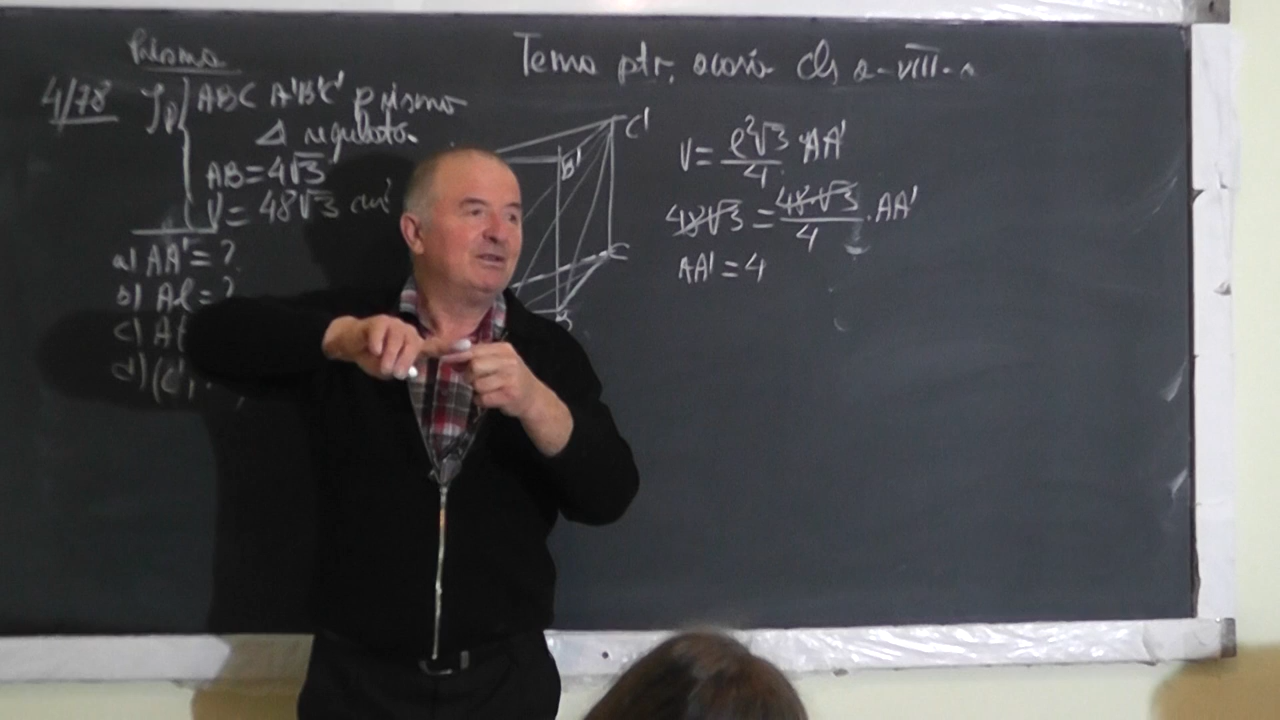 Prisma
Tema ptr. acasă cls a-VIII-a
4/78 Ip ABC A'B'C' prismă
Δ regulată
AB=4√3
V=48√3 cm³
a) AA'=?
b) Al=?
c) A
d) (C',
C'
B'
C
B
V=ℓ²√3/4 · AA'
48√3=48·√3/4 · AA'
AA'=4